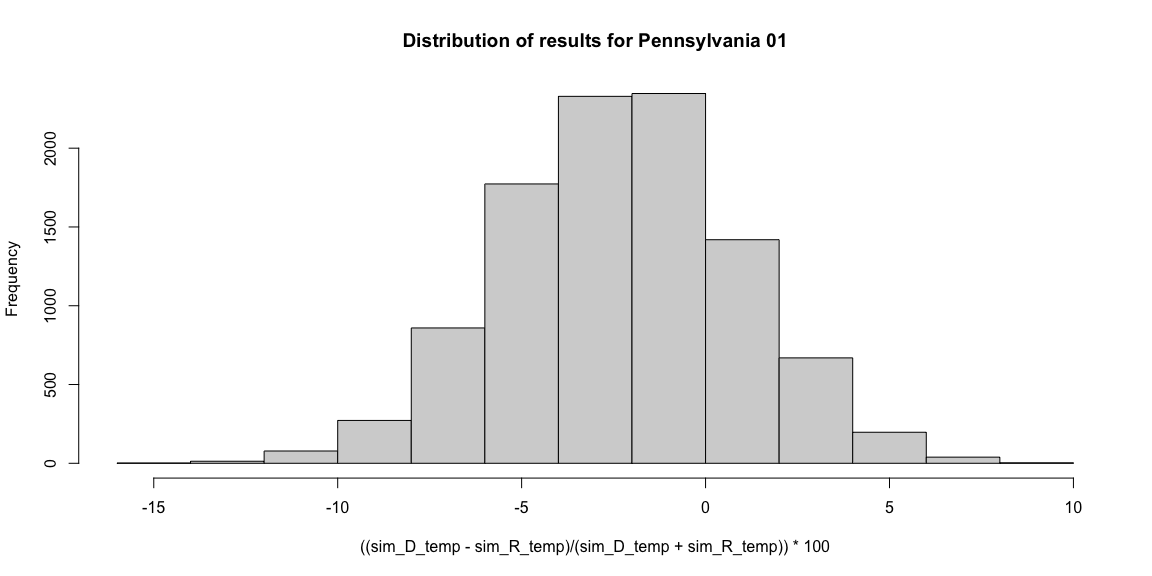 Distribution of results for Pennsylvania 01
Frequency
2000
1500
1000
500
0
-15 -10 -5 0 5 10
((sim_D_temp - sim_R_temp)/(sim_D_temp + sim_R_temp)) * 100